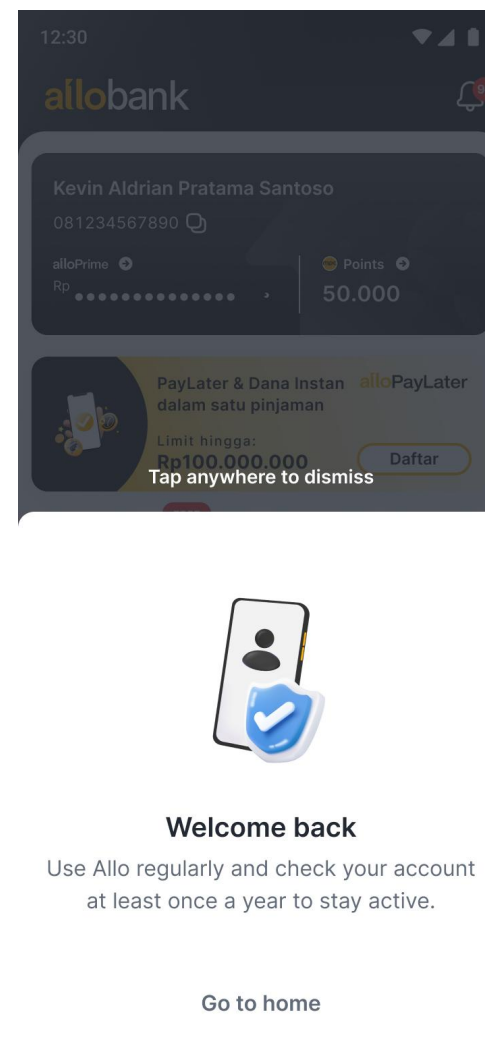 12:30
allobank
9
Kevin Aldrian Pratama Santoso
081234567890
alloPrime
Points
Rp
50.000
PayLater & Dana Instan
dalam satu pinjaman
alloPayLater
Limit hingga:
Rp100.000.000
Daftar
Tap anywhere to dismiss
Welcome back
Use Allo regularly and check your account
at least once a year to stay active.
Go to home